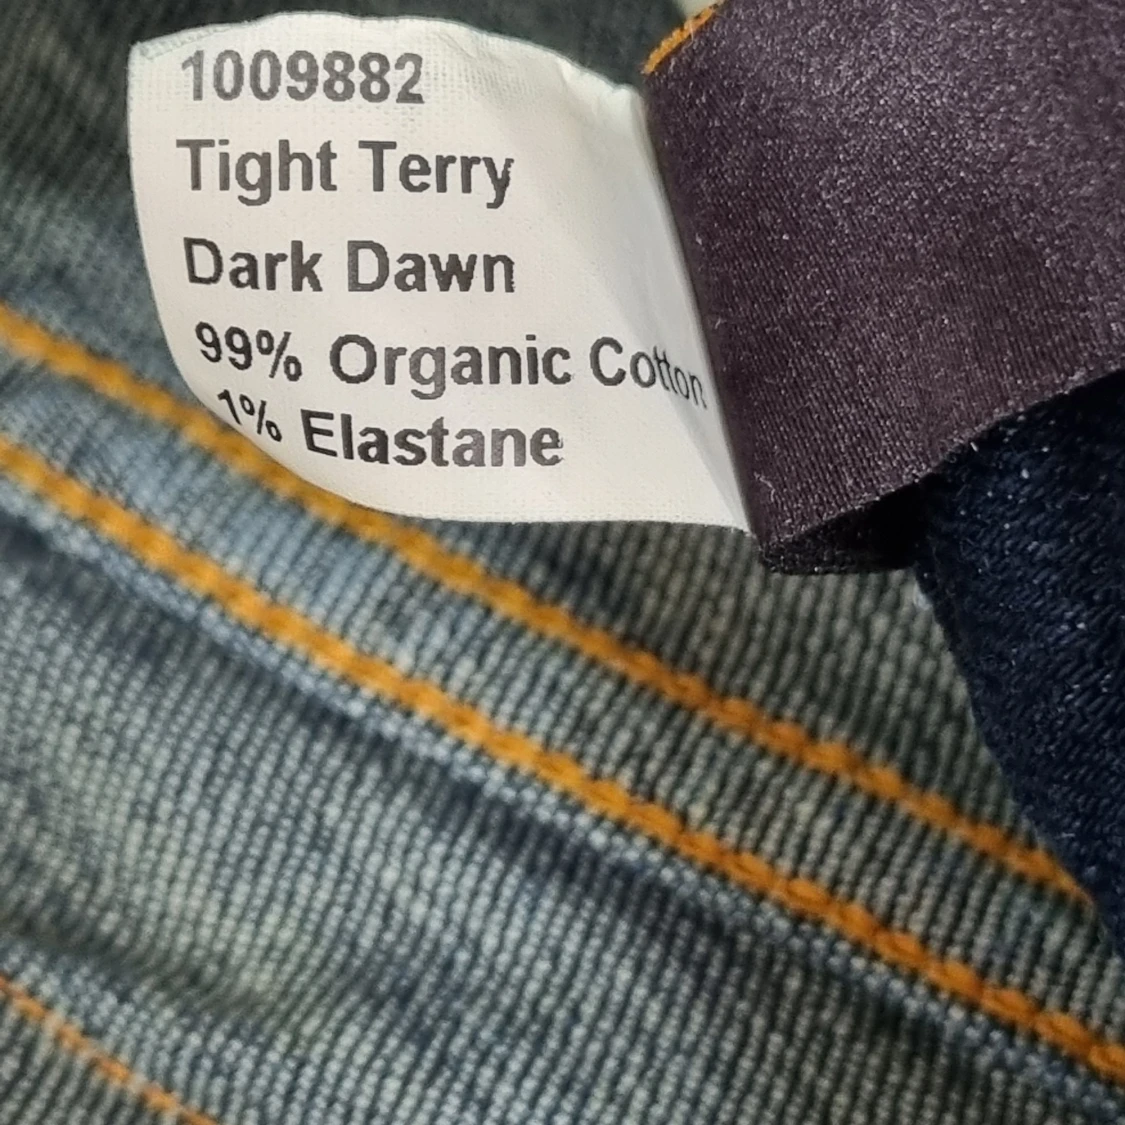 1009882
Tight Terry
Dark Dawn
99% Organic Cotton
1% Elastane